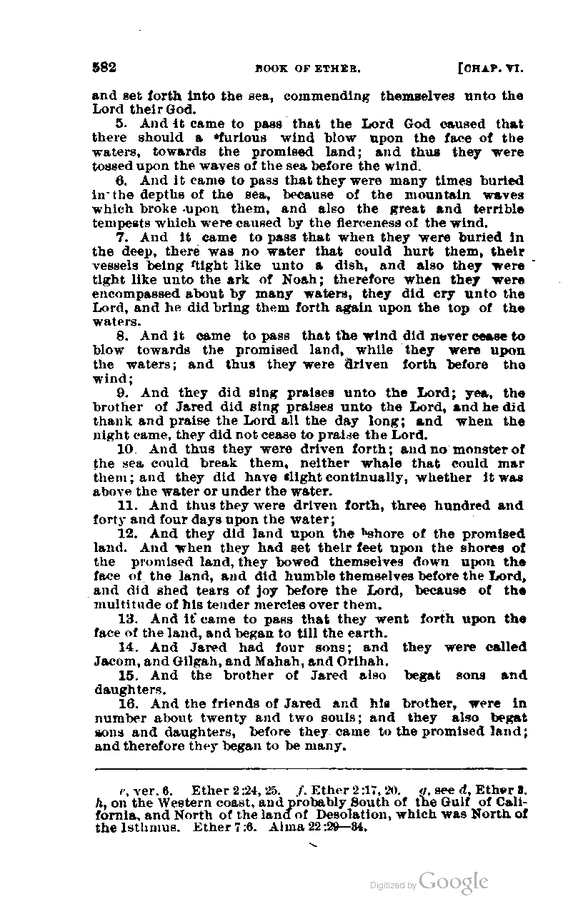 582 BOOK OF ETHER. [CHAP. VI.
and set forth into the sea, commending themselves unto the
Lord their God.
5. And it came to pass that the Lord God caused that
there should a ᵉfurious wind blow upon the face of the
waters, towards the promised land; and thus they were
tossed upon the waves of the sea before the wind.
6. And it came to pass that they were many times buried
in the depths of the sea, because of the mountain waves
which broke upon them, and also the great and terrible
tempests which were caused by the fierceness of the wind.
7. And it came to pass that when they were buried in
the deep, there was no water that could hurt them, their
vessels being ᶠtight like unto a dish, and also they were
tight like unto the ark of Noah; therefore when they were
encompassed about by many waters, they did cry unto the
Lord, and he did bring them forth again upon the top of the
waters.
8. And it came to pass that the wind did never cease to
blow towards the promised land, while they were upon
the waters; and thus they were driven forth before the
wind;
9. And they did sing praises unto the Lord; yea, the
brother of Jared did sing praises unto the Lord, and he did
thank and praise the Lord all the day long; and when the
night came, they did not cease to praise the Lord.
10. And thus they were driven forth; and no monster of
the sea could break them, neither whale that could mar
them; and they did have ᵍlight continually, whether it was
above the water or under the water.
11. And thus they were driven forth, three hundred and
forty and four days upon the water;
12. And they did land upon the ʰshore of the promised
land. And when they had set their feet upon the shores of
the promised land, they bowed themselves down upon the
face of the land, and did humble themselves before the Lord,
and did shed tears of joy before the Lord, because of the
multitude of his tender mercies over them.
13. And it came to pass that they went forth upon the
face of the land, and began to till the earth.
14. And Jared had four sons; and they were called
Jacom, and Gilgah, and Mahah, and Orihah.
15. And the brother of Jared also begat sons and
daughters.
16. And the friends of Jared and his brother, were in
number about twenty and two souls; and they also begat
sons and daughters, before they came to the promised land;
and therefore they began to be many.
e, ver. 6. Ether 2:24, 25. f. Ether 2:17, 20. g, see d, Ether 3.
h, on the Western coast, and probably South of the Gulf of Cali-
fornia, and North of the land of Desolation, which was North of
the Isthmus. Ether 7:6. Alma 22:29—34.
Digitized by Google